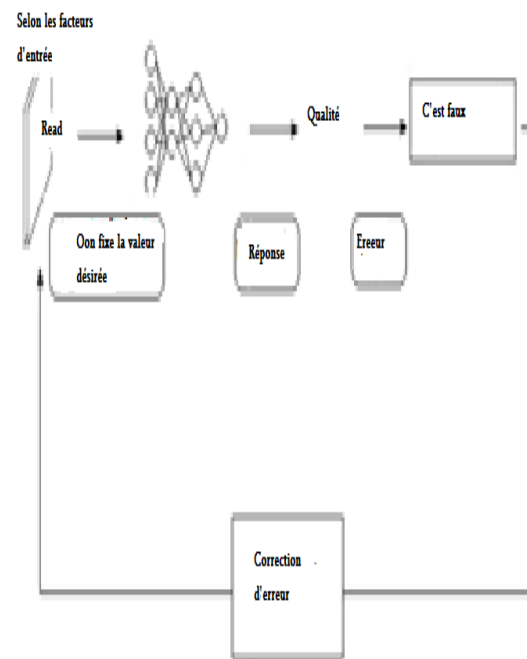 Selon les facteurs
d'entrée
Read
Qualité
C'est faux
Oon fixe la valeur
désirée
Réponse
Ereeur
Correction
d'erreur